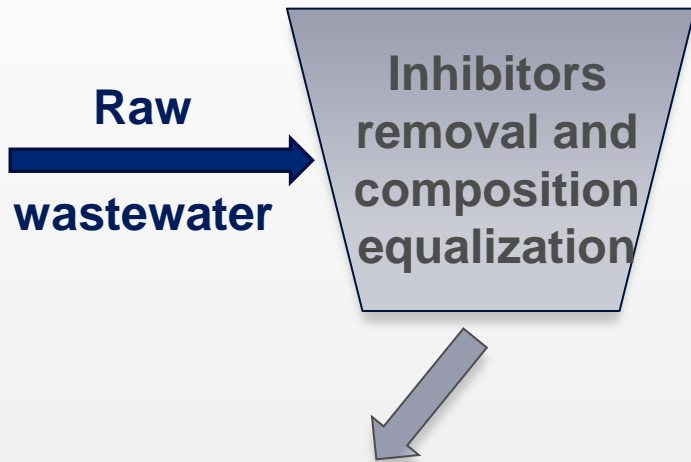 Raw
wastewater
Inhibitors
removal and
composition
equalization